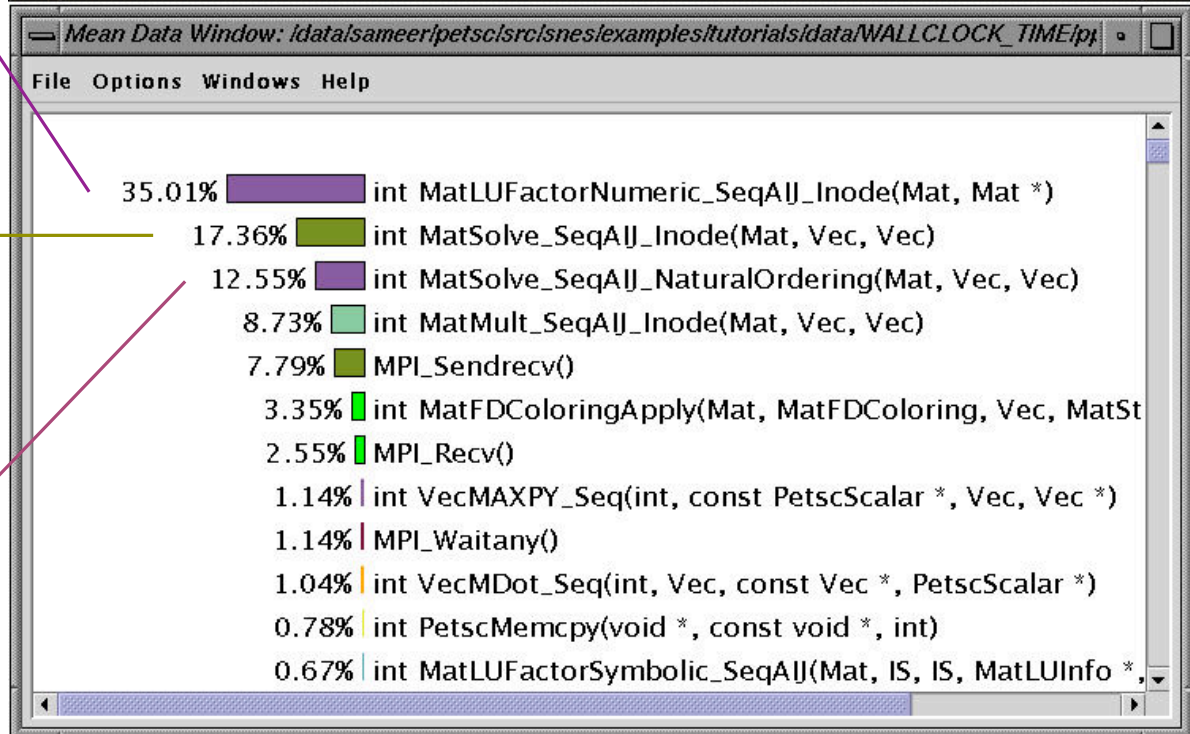 Mean Data Window: /data/sameer/petsc/src/snes/examples/tutorials/data/WALLCLOCK_TIME/pp
File Options Windows Help
35.01% int MatLUFactorNumeric_SeqAIJ_Inode(Mat, Mat *)
17.36% int MatSolve_SeqAIJ_Inode(Mat, Vec, Vec)
12.55% int MatSolve_SeqAIJ_NaturalOrdering(Mat, Vec, Vec)
8.73% int MatMult_SeqAIJ_Inode(Mat, Vec, Vec)
7.79% MPI_Sendrecv()
3.35% int MatFDColoringApply(Mat, MatFDColoring, Vec, MatSt
2.55% MPI_Recv()
1.14% int VecMAXPY_Seq(int, const PetscScalar *, Vec, Vec *)
1.14% MPI_Waitany()
1.04% int VecMDot_Seq(int, Vec, const Vec *, PetscScalar *)
0.78% int PetscMemcpy(void *, const void *, int)
0.67% int MatLUFactorSymbolic_SeqAIJ(Mat, IS, IS, MatLUInfo *,